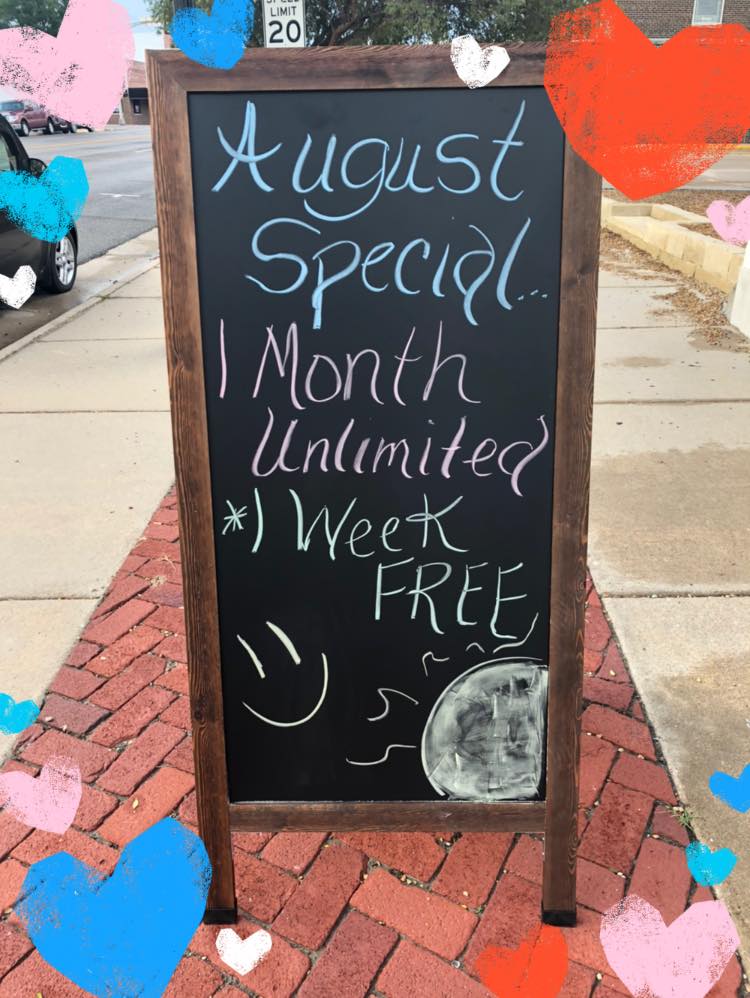 SPEED
LIMIT
20
August
Special...
1 Month
Unlimited
*1 Week
FREE